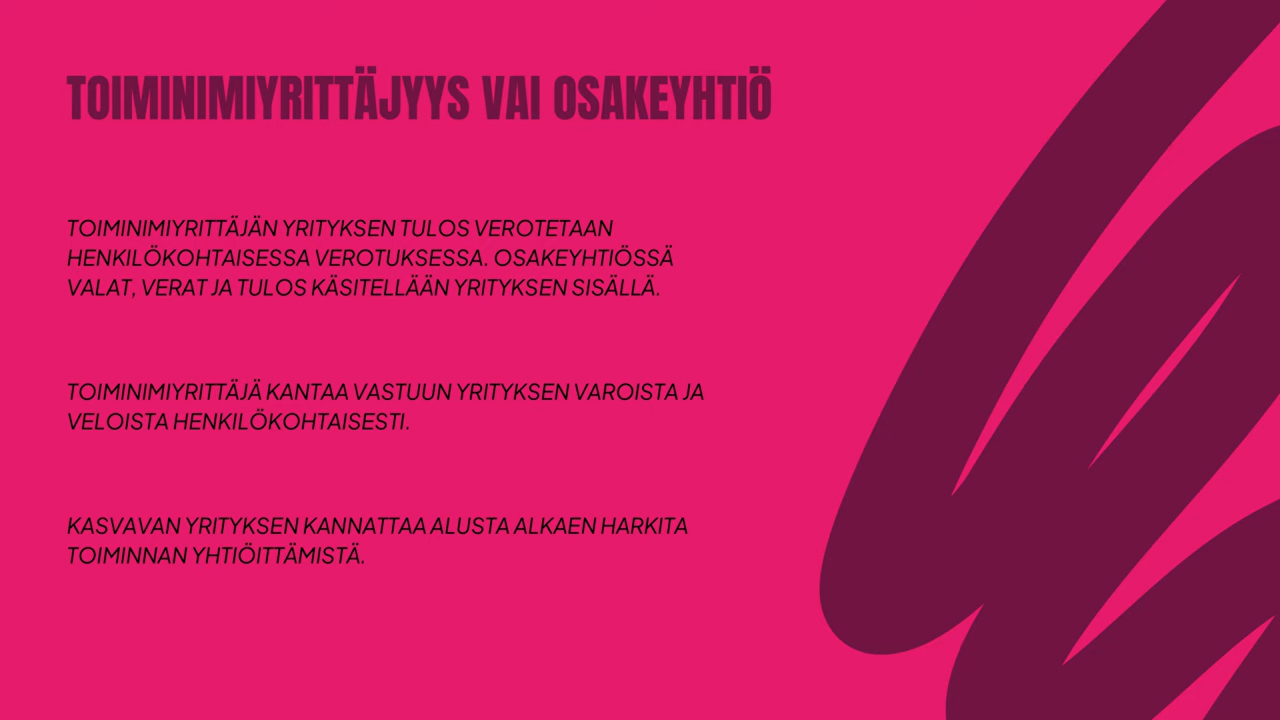 TOIMINIMIYRITTÄJYYS VAI OSAKEYHTIÖ
TOIMINIMIYRITTÄJÄN YRITYKSEN TULOS VEROTETAAN
HENKILÖKOHTAISESSA VEROTUKSESSA. OSAKEYHTIÖSSÄ
VALAT, VERAT JA TULOS KÄSITELLÄÄN YRITYKSEN SISÄLLÄ.
TOIMINIMIYRITTÄJÄ KANTAA VASTUUN YRITYKSEN VAROISTA JA
VELOISTA HENKILÖKOHTAISESTI.
KASVAVAN YRITYKSEN KANNATTAA ALUSTA ALKAEN HARKITA
TOIMINNAN YHTIÖITTÄMISTÄ.